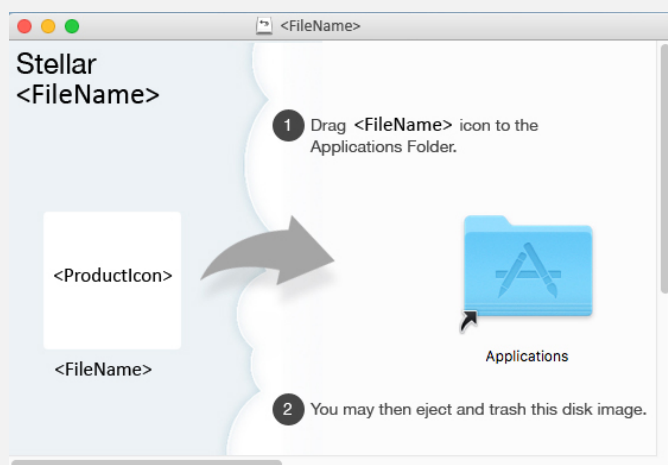 <FileName>
Stellar
<FileName>
1 Drag <FileName> icon to the
Applications Folder.
<ProductIcon>
<FileName>
Applications
2 You may then eject and trash this disk image.